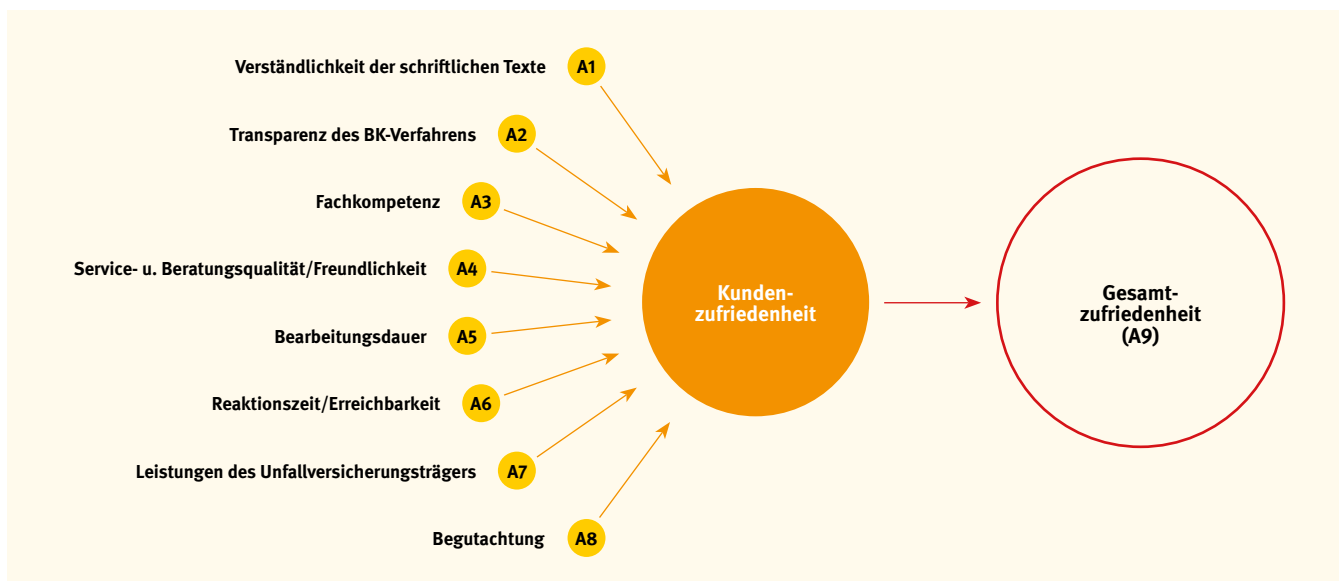 Verständlichkeit der schriftlichen Texte A1
Transparenz des BK-Verfahrens A2
Fachkompetenz A3
Service- u. Beratungsqualität/Freundlichkeit A4
Bearbeitungsdauer A5
Reaktionszeit/Erreichbarkeit A6
Leistungen des Unfallversicherungsträgers A7
Begutachtung A8
Kunden-
zufriedenheit
Gesamt-
zufriedenheit
(A9)